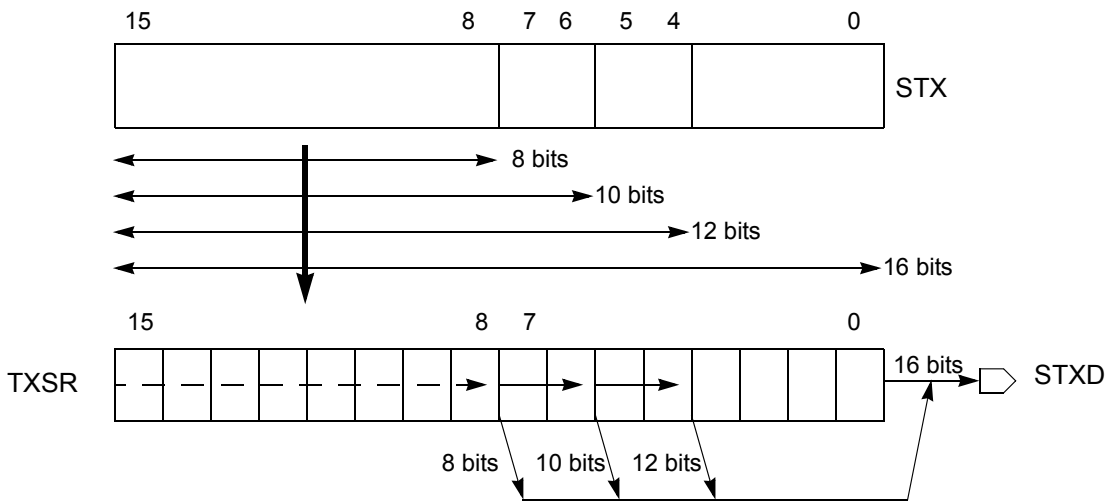 15 8 7 6 5 4 0
STX
8 bits
10 bits
12 bits
16 bits
15 8 7 0
TXSR 16 bits STXD
8 bits 10 bits 12 bits